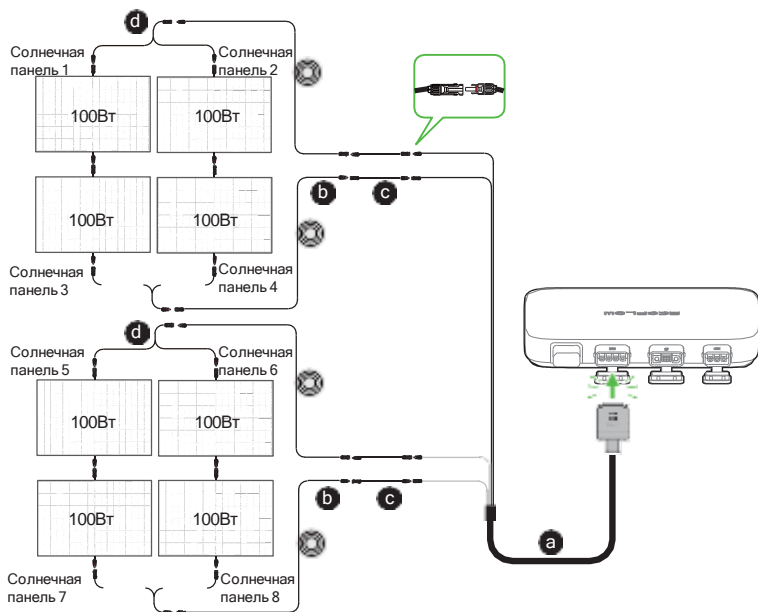 d
Солнечная
панель 1
Солнечная
панель 2
100Вт
100Вт
b
c
100Вт
100Вт
Солнечная
панель 3
Солнечная
панель 4
d
Солнечная
панель 5
Солнечная
панель 6
100Вт
100Вт
b
c
100Вт
100Вт
a
Солнечная
панель 7
Солнечная
панель 8